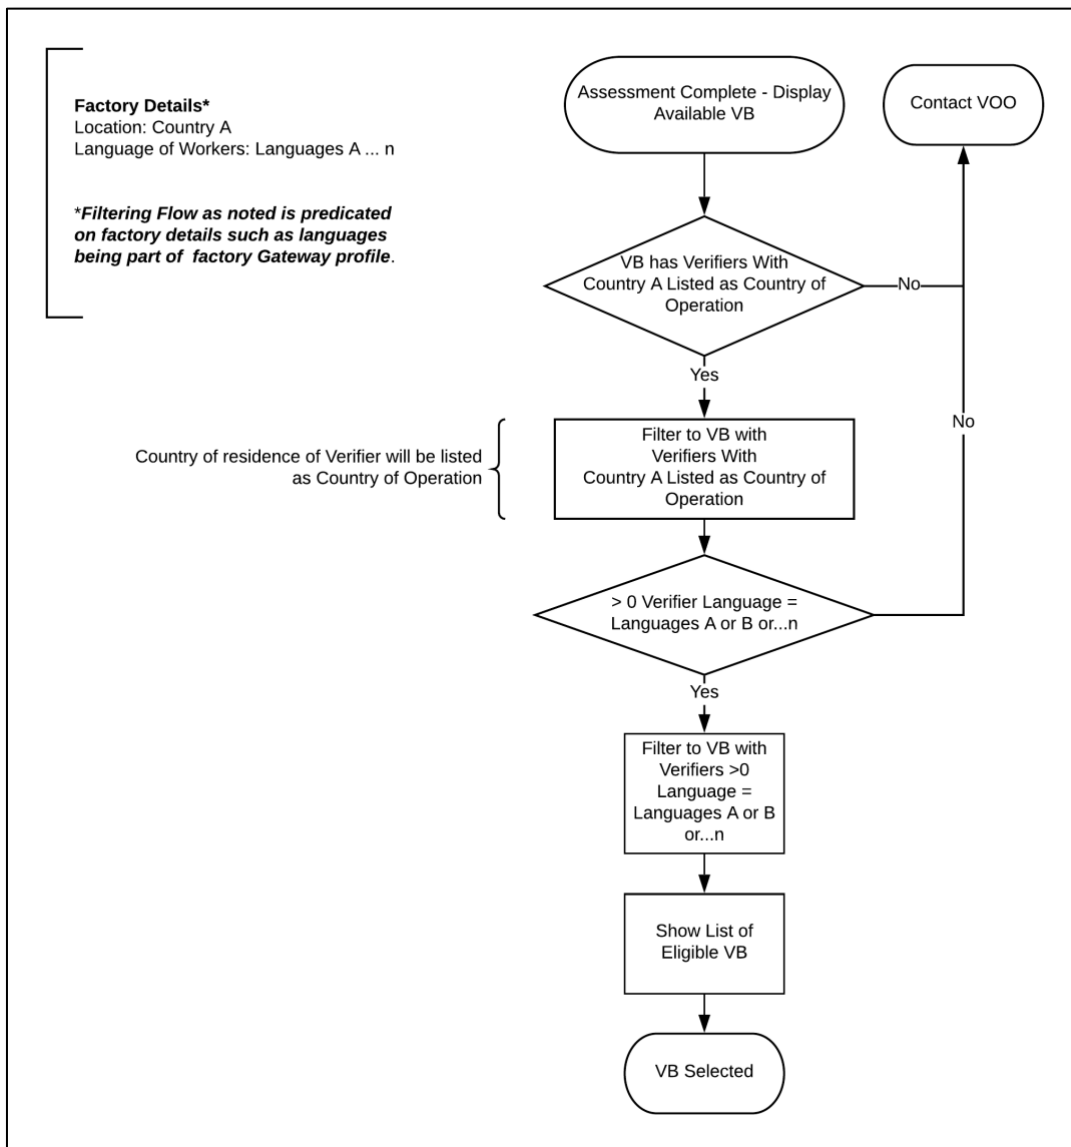 Factory Details*
Location: Country A
Language of Workers: Languages A ... n
*Filtering Flow as noted is predicated
on factory details such as languages
being part of factory Gateway profile.
Assessment Complete - Display
Available VB
Contact VOO
VB has Verifiers With
Country A Listed as Country of
Operation
No
Yes
Country of residence of Verifier will be listed
as Country of Operation
Filter to VB with
Verifiers With
Country A Listed as Country of
Operation
No
> 0 Verifier Language =
Languages A or B or...n
Yes
Filter to VB with
Verifiers >0
Language =
Languages A or B
or...n
Show List of
Eligible VB
VB Selected